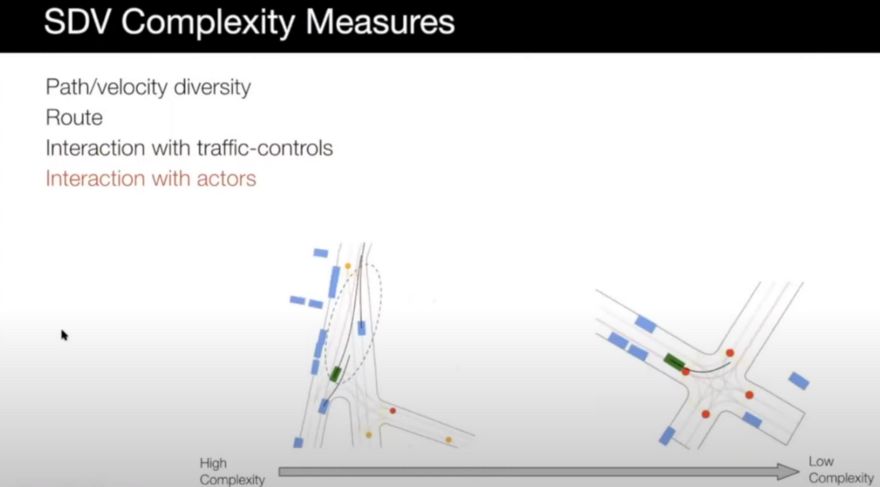 SDV Complexity Measures
Path/velocity diversity
Route
Interaction with traffic-controls
Interaction with actors
High
Complexity
Low
Complexity